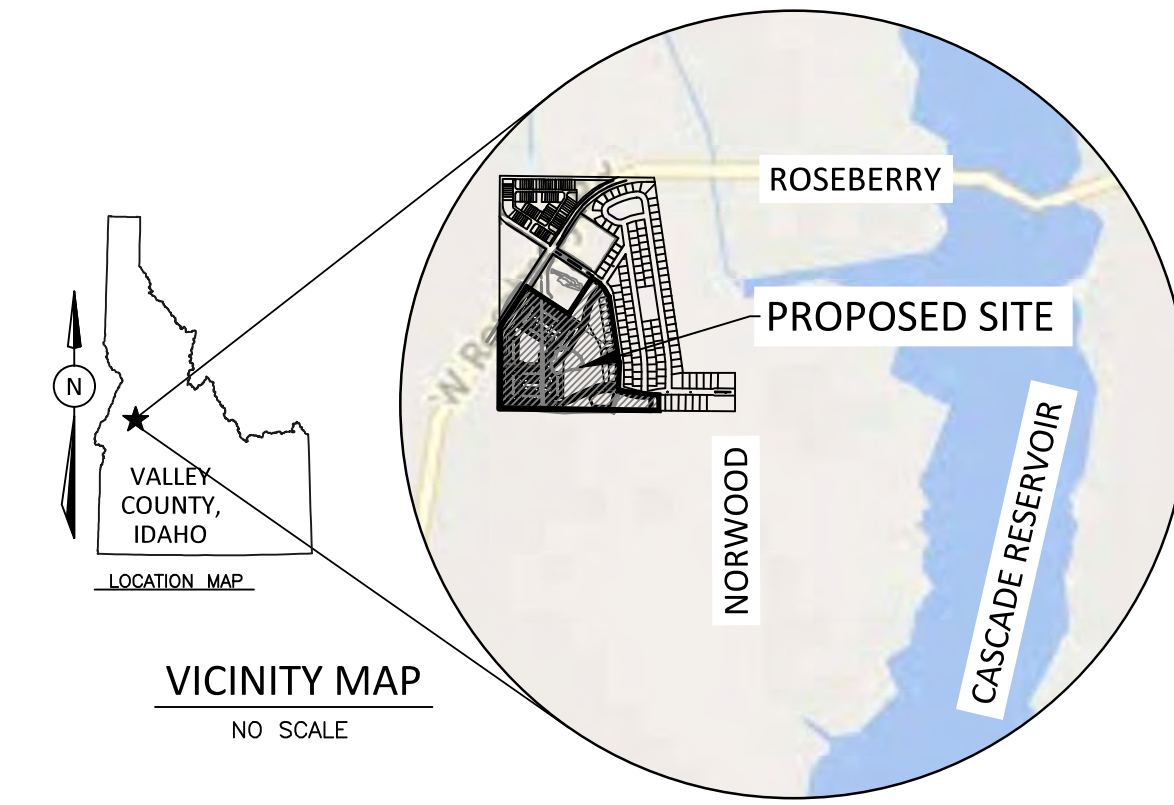 ROSEBERRY
PROPOSED SITE
N
VALLEY
COUNTY,
IDAHO
LOCATION MAP
NORWOOD
CASCADE RESERVOIR
VICINITY MAP
NO SCALE